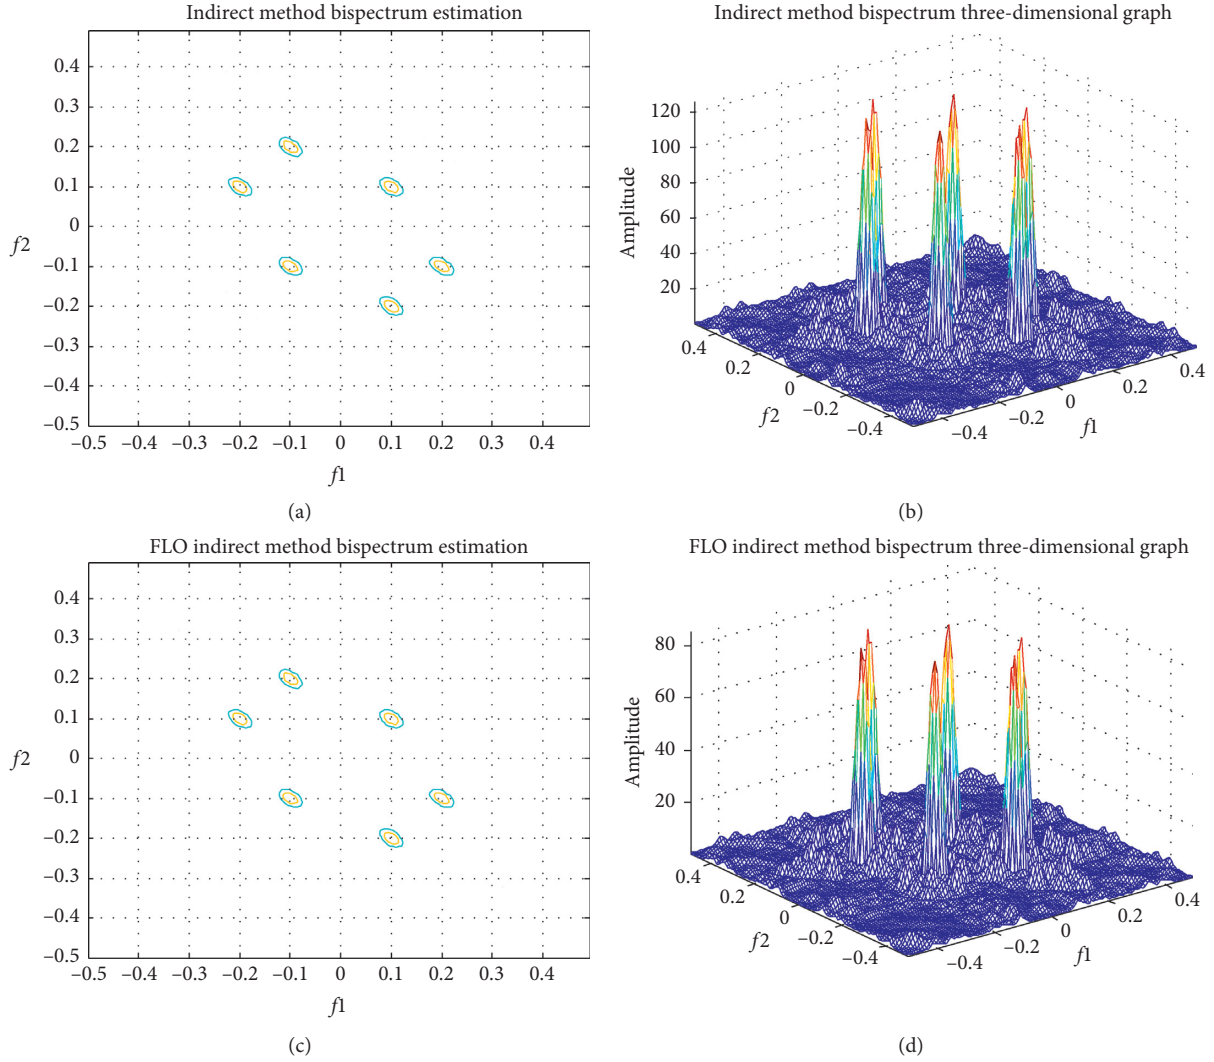 Indirect method bispectrum estimation
0.4
0.3
0.2
0.1
0
–0.1
–0.2
–0.3
–0.4
–0.5
f2
–0.5 –0.4 –0.3 –0.2 –0.1 0 0.1 0.2 0.3 0.4
f1
(a)
Indirect method bispectrum three-dimensional graph
120
100
80
60
40
20
Amplitude
0.4
0.2
0
–0.2
–0.4
f2
–0.4
–0.2
0
0.2
0.4
f1
(b)
FLO indirect method bispectrum estimation
0.4
0.3
0.2
0.1
0
–0.1
–0.2
–0.3
–0.4
–0.5
f2
–0.5 –0.4 –0.3 –0.2 –0.1 0 0.1 0.2 0.3 0.4
f1
(c)
FLO indirect method bispectrum three-dimensional graph
80
60
40
20
Amplitude
0.4
0.2
0
–0.2
–0.4
f2
–0.4
–0.2
0
0.2
0.4
f1
(d)